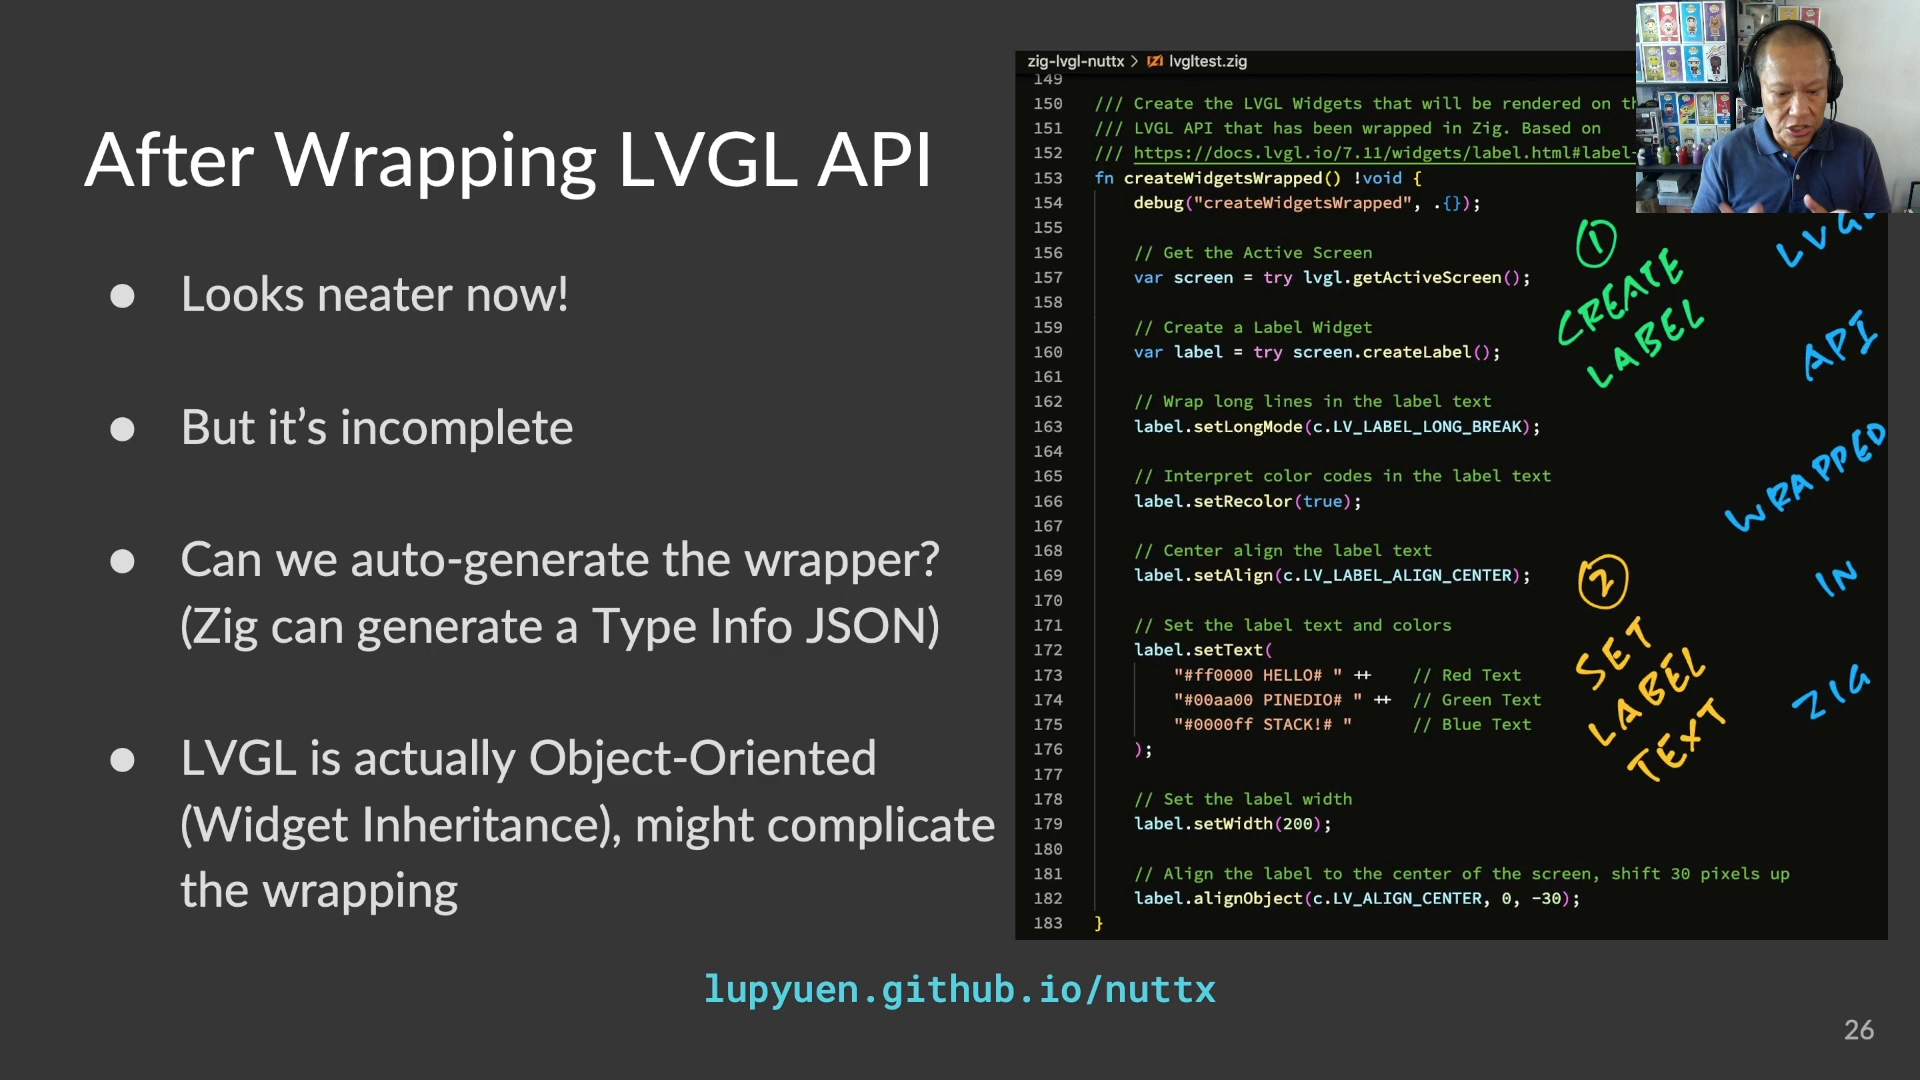 After Wrapping LVGL API
● Looks neater now!
● But it’s incomplete
● Can we auto-generate the wrapper?
(Zig can generate a Type Info JSON)
● LVGL is actually Object-Oriented
(Widget Inheritance), might complicate
the wrapping
zig-lvgl-nuttx > lvgltest.zig
149
150 /// Create the LVGL Widgets that will be rendered on
151 /// LVGL API that has been wrapped in Zig. Based on
152 /// https://docs.lvgl.io/7.11/widgets/label.html#label-
153 fn createWidgetsWrapped() !void {
154 debug("createWidgetsWrapped", .{});
155
156 // Get the Active Screen
157 var screen = try lvgl.getActiveScreen();
158
159 // Create a Label Widget
160 var label = try screen.createLabel();
161
162 // Wrap long lines in the label text
163 label.setLongMode(c.LV_LABEL_LONG_BREAK);
164
165 // Interpret color codes in the label text
166 label.setRecolor(true);
167
168 // Center align the label text
169 label.setAlign(c.LV_LABEL_ALIGN_CENTER);
170
171 // Set the label text and colors
172 label.setText(
173 "#ff0000 HELLO# " ++ // Red Text
174 "#00aa00 PINEDIO# " ++ // Green Text
175 "#0000ff STACK!# " // Blue Text
176 );
177
178 // Set the label width
179 label.setWidth(200);
180
181 // Align the label to the center of the screen, shift 30 pixels up
182 label.alignObject(c.LV_ALIGN_CENTER, 0, -30);
183 }
1
CREATE
LABEL
2
SET
LABEL
TEXT
LVGL
API
WRAPPED
IN
ZIG
lupyuen.github.io/nuttx
26